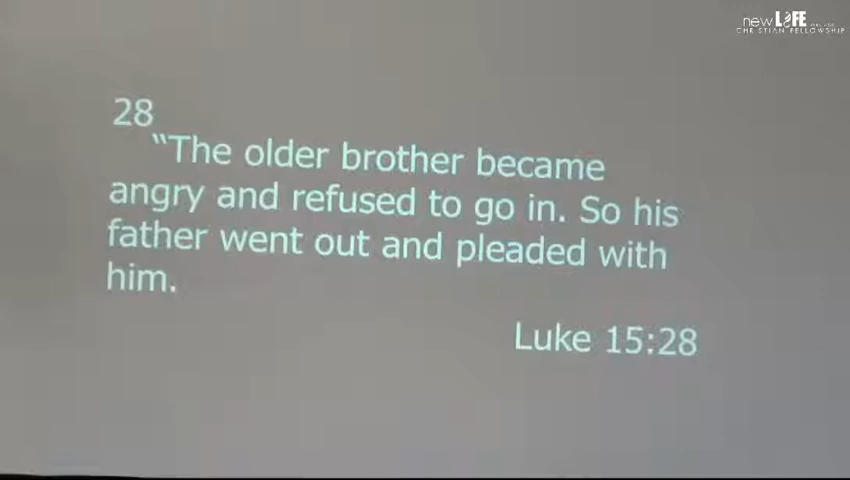 new LIFE
CHRISTIAN FELLOWSHIP
28
“The older brother became
angry and refused to go in. So his
father went out and pleaded with
him.
Luke 15:28